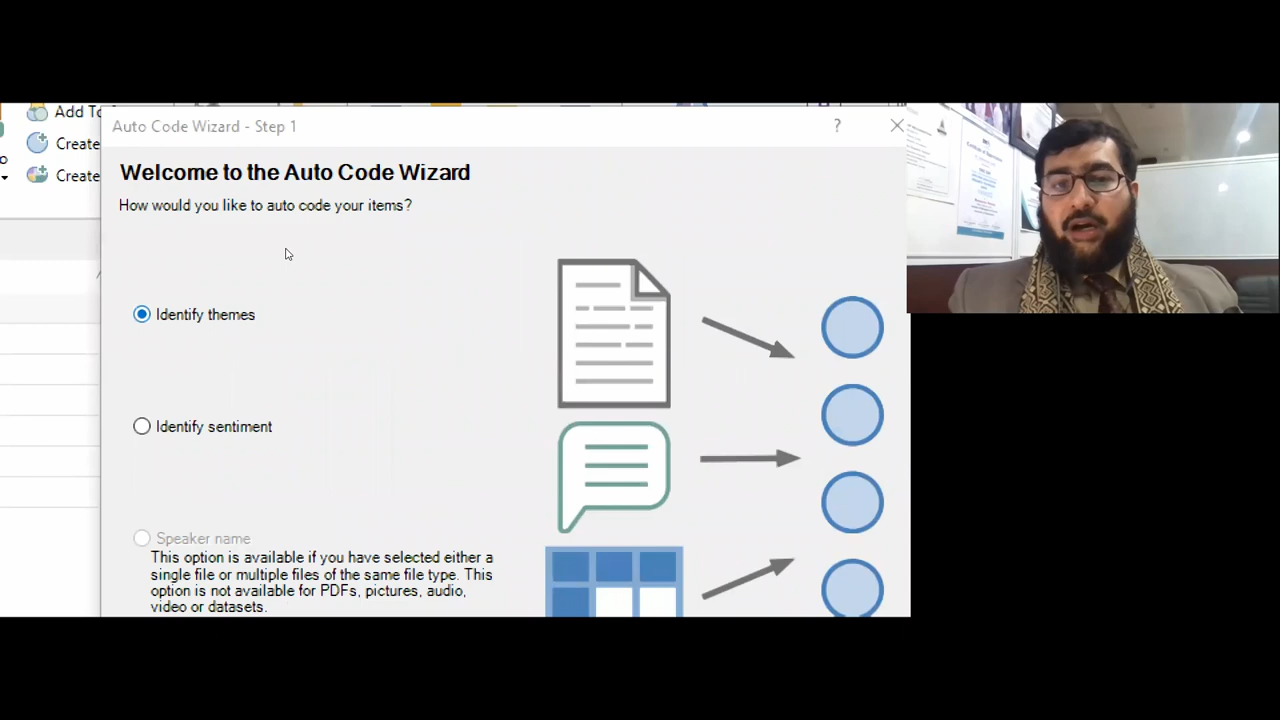 Add To
Create
Create
Auto Code Wizard - Step 1
?
Welcome to the Auto Code Wizard
How would you like to auto code your items?
Identify themes
Identify sentiment
Speaker name
This option is available if you have selected either a
single file or multiple files of the same file type. This
option is not available for PDFs, pictures, audio,
video or datasets.